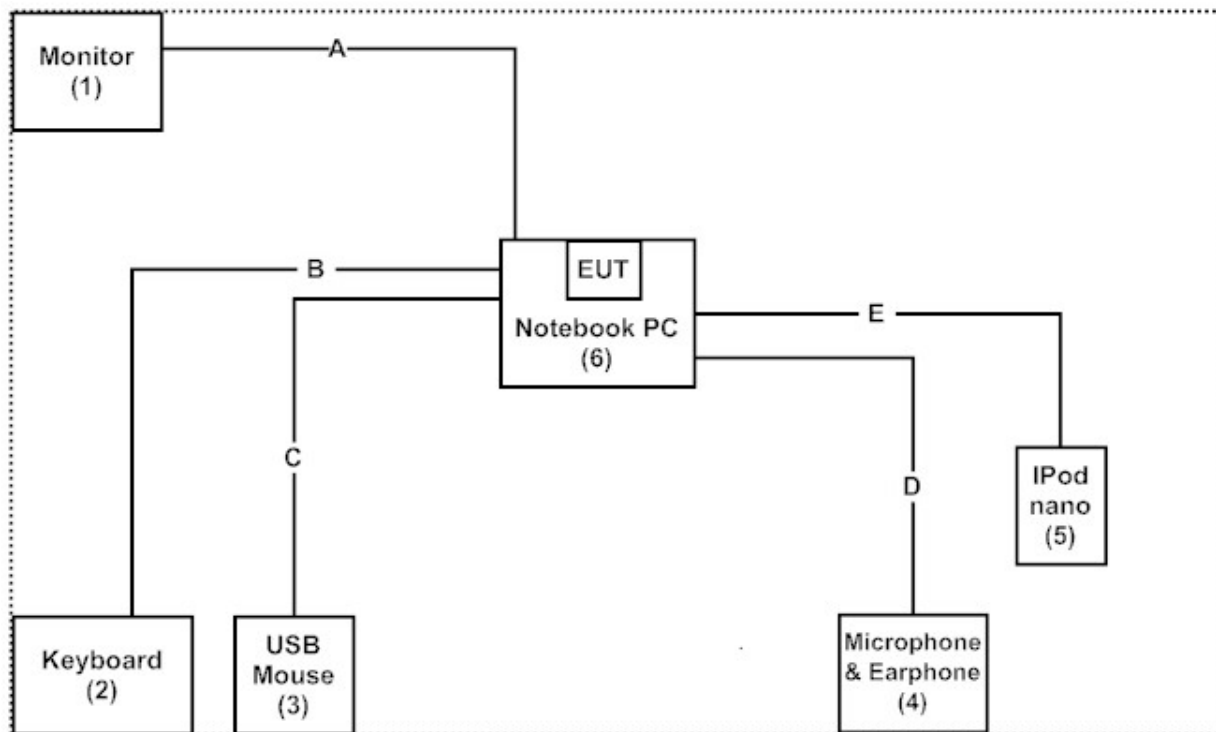 Monitor
(1)
A
EUT
Notebook PC
(6)
B
E
C
D
IPod
nano
(5)
Keyboard
(2)
USB
Mouse
(3)
Microphone
& Earphone
(4)